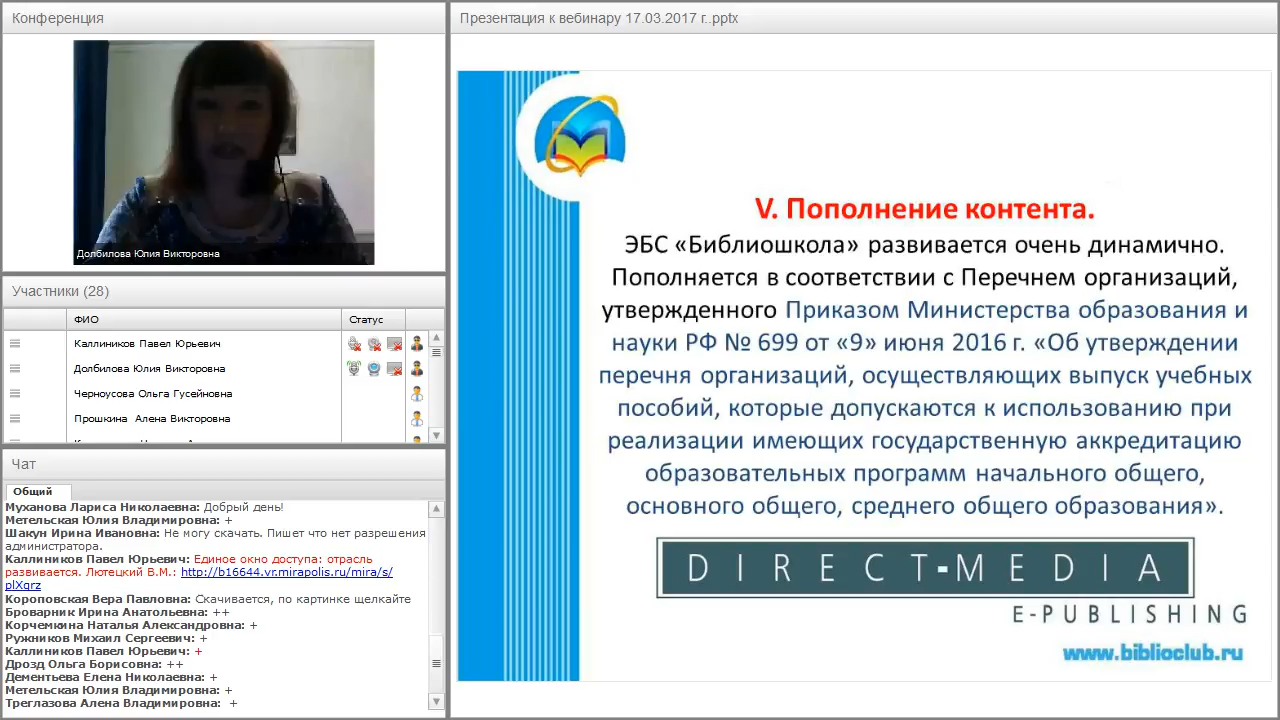 Конференция
Долбилова Юлия Викторовна
Участники (28)
ФИО Статус
Каллиников Павел Юрьевич
Долбилова Юлия Викторовна
Черноусова Ольга Гусейновна
Прошкина Алена Викторовна
Чат
Общий
Муханова Лариса Николаевна: Добрый день!
Метельская Юлия Владимировна: +
Шакун Ирина Ивановна: Не могу скачать. Пишет что нет разрешения
администратора.
Каллиников Павел Юрьевич: Единое окно доступа: отрасль
развивается. Лютецкий В.М.: http://b16644.vr.mirapolis.ru/mira/s/
plXqrz
Короповская Вера Павловна: Скачивается, по картинке щелкайте
Броварник Ирина Анатольевна: ++
Корчемкина Наталья Александровна: +
Ружников Михаил Сергеевич: +
Каллиников Павел Юрьевич: +
Дрозд Ольга Борисовна: ++
Дементьева Елена Николаевна: +
Метельская Юлия Владимировна: +
Треглазова Алена Владимировна: +
Презентация к вебинару 17.03.2017 г..pptx
V. Пополнение контента.
ЭБС «Библиошкола» развивается очень динамично.
Пополняется в соответствии с Перечнем организаций,
утвержденного Приказом Министерства образования и
науки РФ № 699 от «9» июня 2016 г. «Об утверждении
перечня организаций, осуществляющих выпуск учебных
пособий, которые допускаются к использованию при
реализации имеющих государственную аккредитацию
образовательных программ начального общего,
основного общего, среднего общего образования».
DIRECT-MEDIA
E-PUBLISHING
www.biblioclub.ru